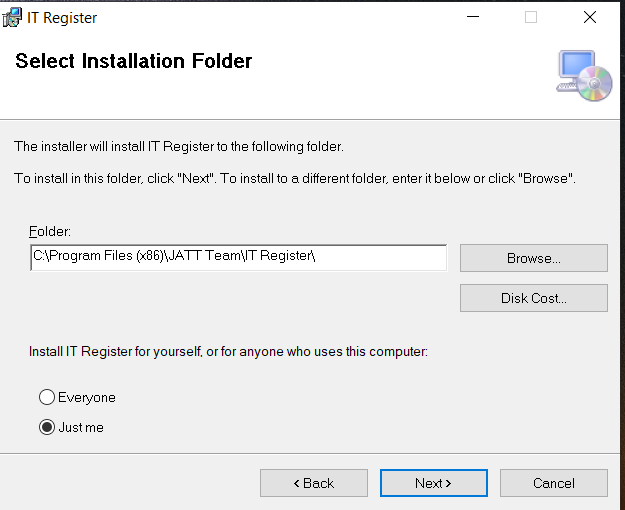 IT Register
Select Installation Folder
The installer will install IT Register to the following folder.
To install in this folder, click "Next". To install to a different folder, enter it below or click "Browse".
Folder:
C:\Program Files (x86)\JATT Team\IT Register\
Browse...
Disk Cost...
Install IT Register for yourself, or for anyone who uses this computer:
Everyone
Just me
< Back
Next >
Cancel